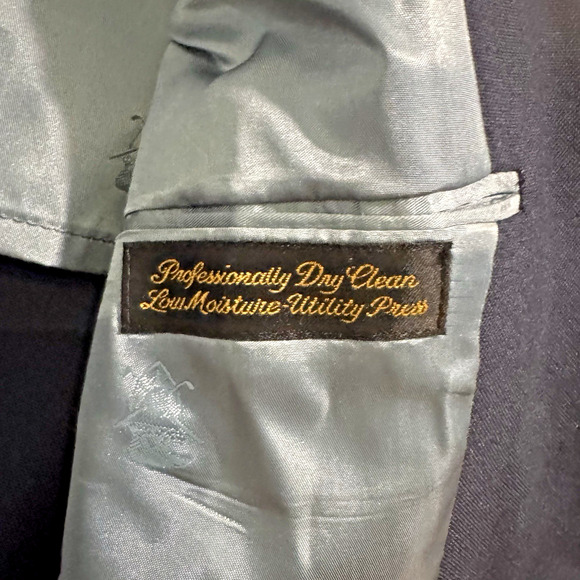 Professionally Dry Clean
Low Moisture-Utility Press